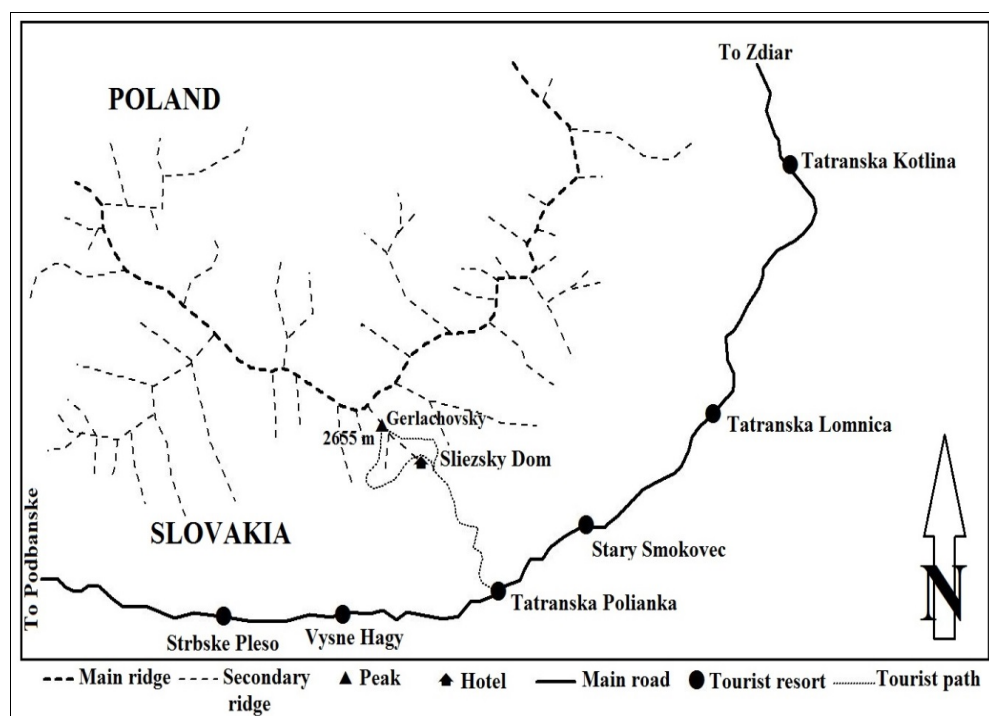 To Zdiar
POLAND
Tatranska Kotlina
Tatranska Lomnica
Gerlachovsky
2655 m
Sliezsky Dom
SLOVAKIA
Stary Smokovec
Tatranska Polianka
Vysne Hagy
Strbske Pleso
To Podbanske
N
Main ridge
Secondary
ridge
Peak
Hotel
Main road
Tourist resort
Tourist path